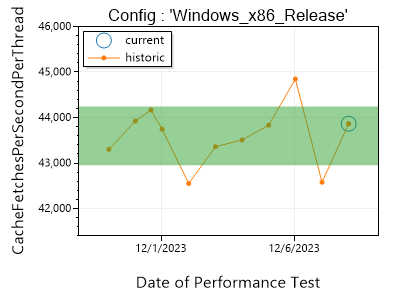 Config : 'Windows_x86_Release'
current
historic
CacheFetchesPerSecondPerThread
46,000
45,000
44,000
43,000
42,000
12/1/2023
12/6/2023
Date of Performance Test